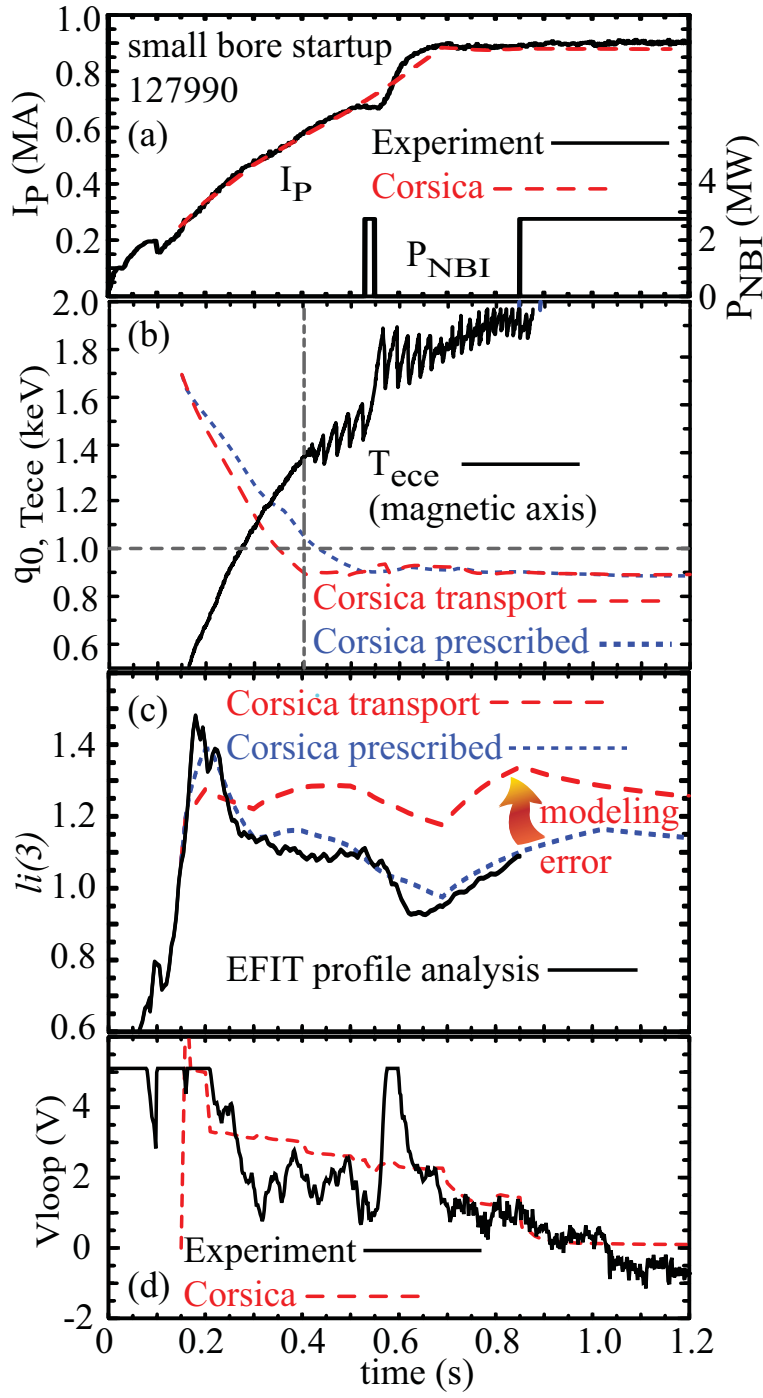 small bore startup
127990
(a)
I_P (MA)
1.0
0.8
0.6
0.4
0.2
I_P
Experiment
Corsica
P_NBI
4
2
0
P_NBI (MW)
(b)
q_0, Tece (keV)
2.0
1.8
1.6
1.4
1.2
1.0
0.8
0.6
T_ece
(magnetic axis)
Corsica transport
Corsica prescribed
(c)
li(3)
1.4
1.2
1.0
0.8
0.6
Corsica transport
Corsica prescribed
modeling
error
EFIT profile analysis
(d)
Vloop (V)
4
2
0
-2
Experiment
Corsica
0 0.2 0.4 0.6 0.8 1.0 1.2
time (s)